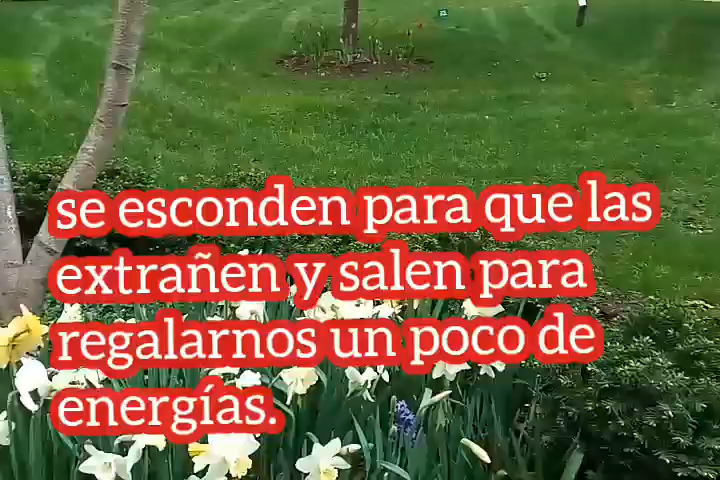 se esconden para que las
extrañen y salen para
regalarnos un poco de
energías.